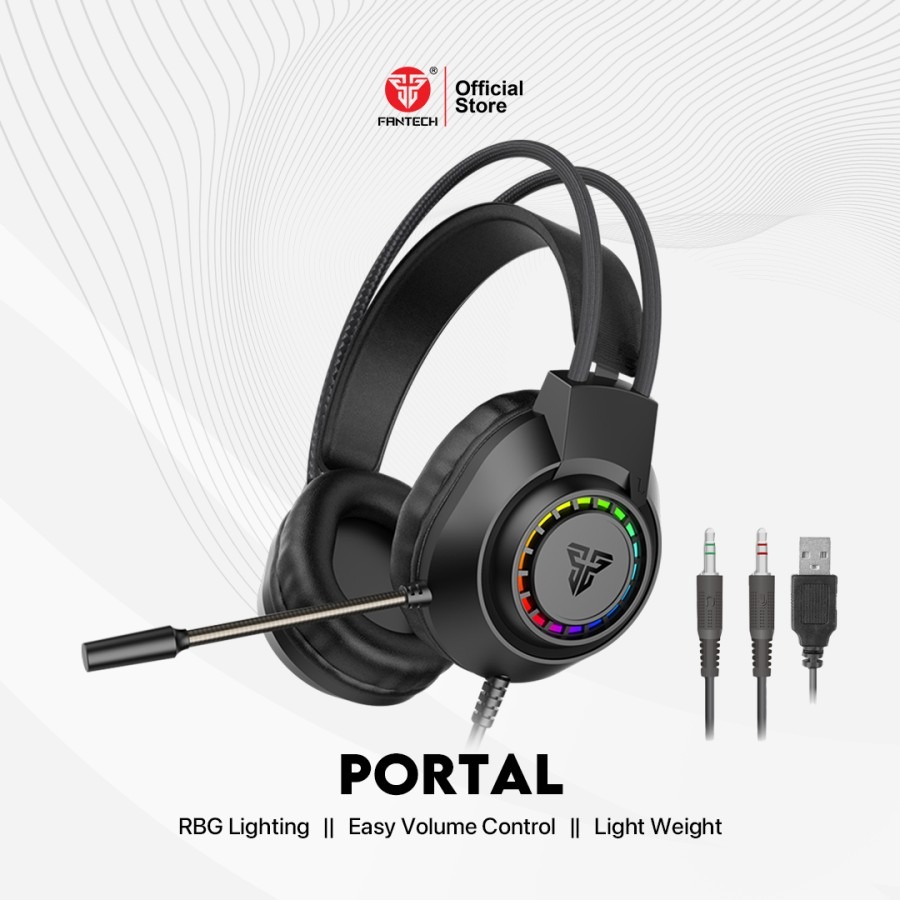 FANTECH
®
Official
Store
PORTAL
RBG Lighting || Easy Volume Control || Light Weight